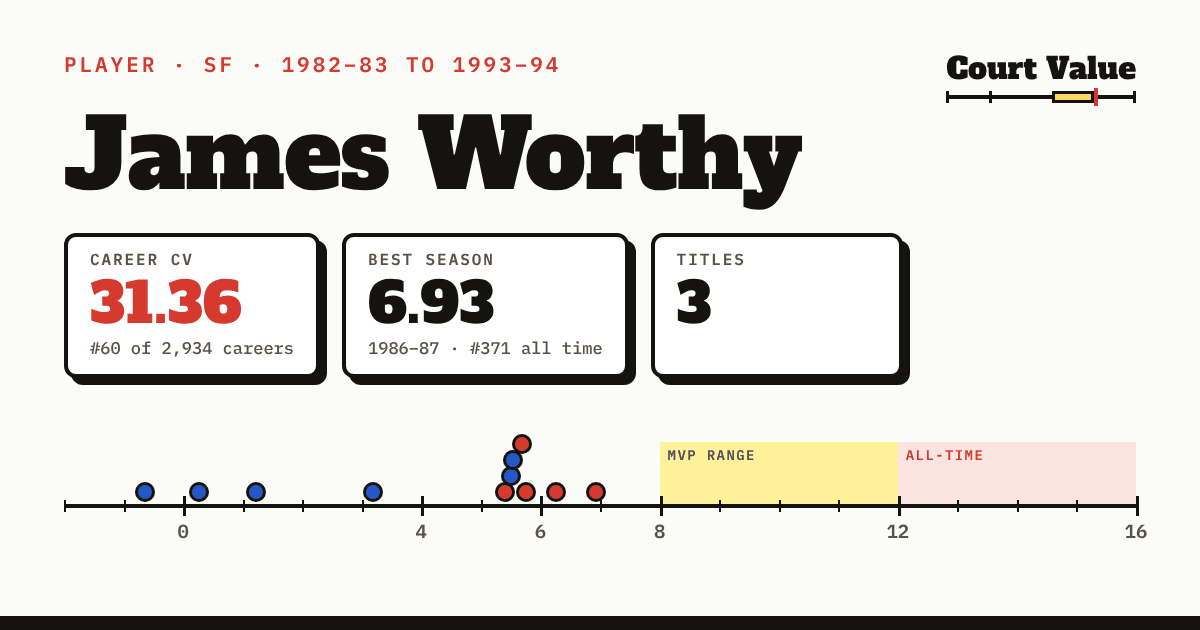 PLAYER · SF · 1982–83 TO 1993–94
Court Value
James Worthy
CAREER CV
31.36
#60 of 2,934 careers
BEST SEASON
6.93
1986–87 · #371 all time
TITLES
3
MVP RANGE
ALL-TIME
0 4 6 8 12 16